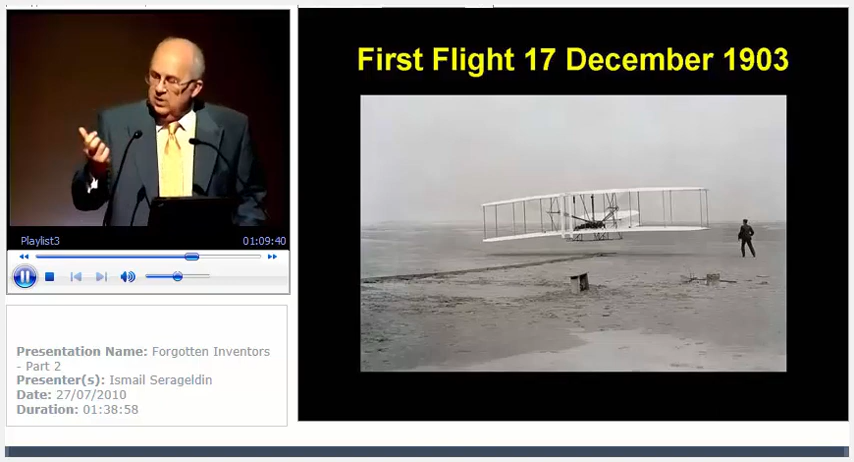 First Flight 17 December 1903
Playlist3
01:09:40
Presentation Name: Forgotten Inventors
- Part 2
Presenter(s): Ismail Serageldin
Date: 27/07/2010
Duration: 01:38:58